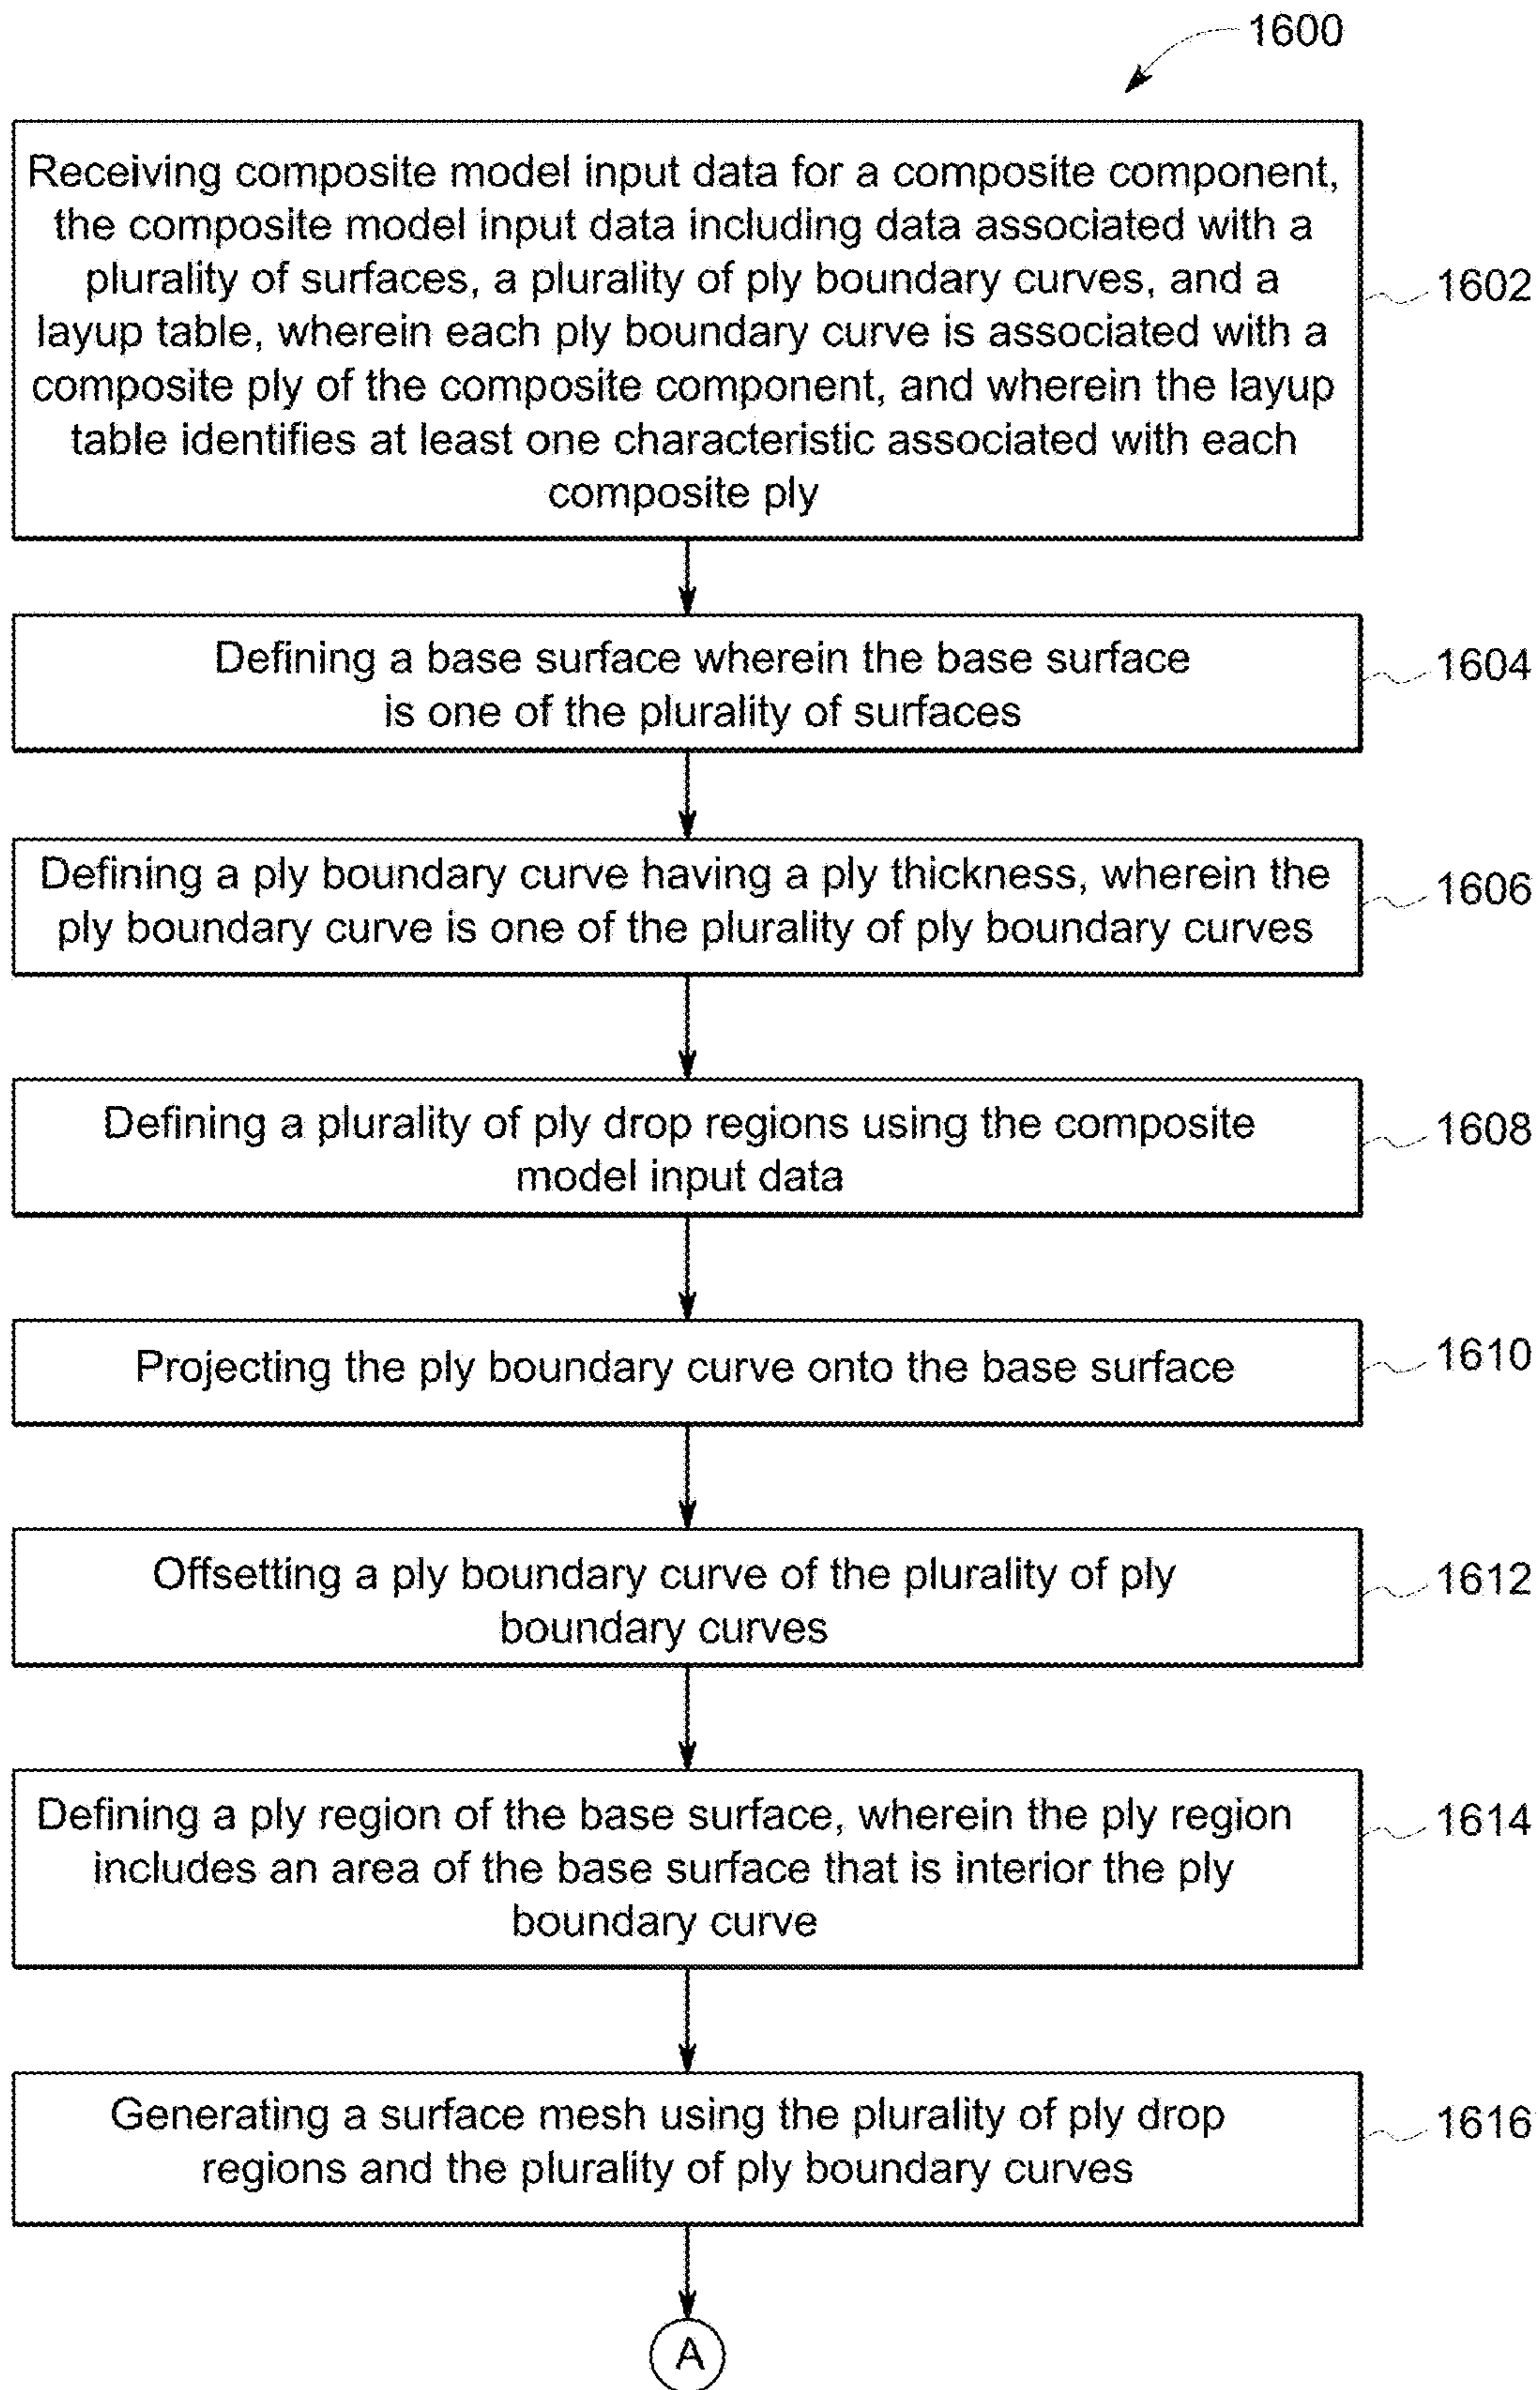 1600
Receiving composite model input data for a composite component,
the composite model input data including data associated with a
plurality of surfaces, a plurality of ply boundary curves, and a
layup table, wherein each ply boundary curve is associated with a
composite ply of the composite component, and wherein the layup
table identifies at least one characteristic associated with each
composite ply
1602
Defining a base surface wherein the base surface
is one of the plurality of surfaces
1604
Defining a ply boundary curve having a ply thickness, wherein the
ply boundary curve is one of the plurality of ply boundary curves
1606
Defining a plurality of ply drop regions using the composite
model input data
1608
Projecting the ply boundary curve onto the base surface
1610
Offsetting a ply boundary curve of the plurality of ply
boundary curves
1612
Defining a ply region of the base surface, wherein the ply region
includes an area of the base surface that is interior the ply
boundary curve
1614
Generating a surface mesh using the plurality of ply drop
regions and the plurality of ply boundary curves
1616
A